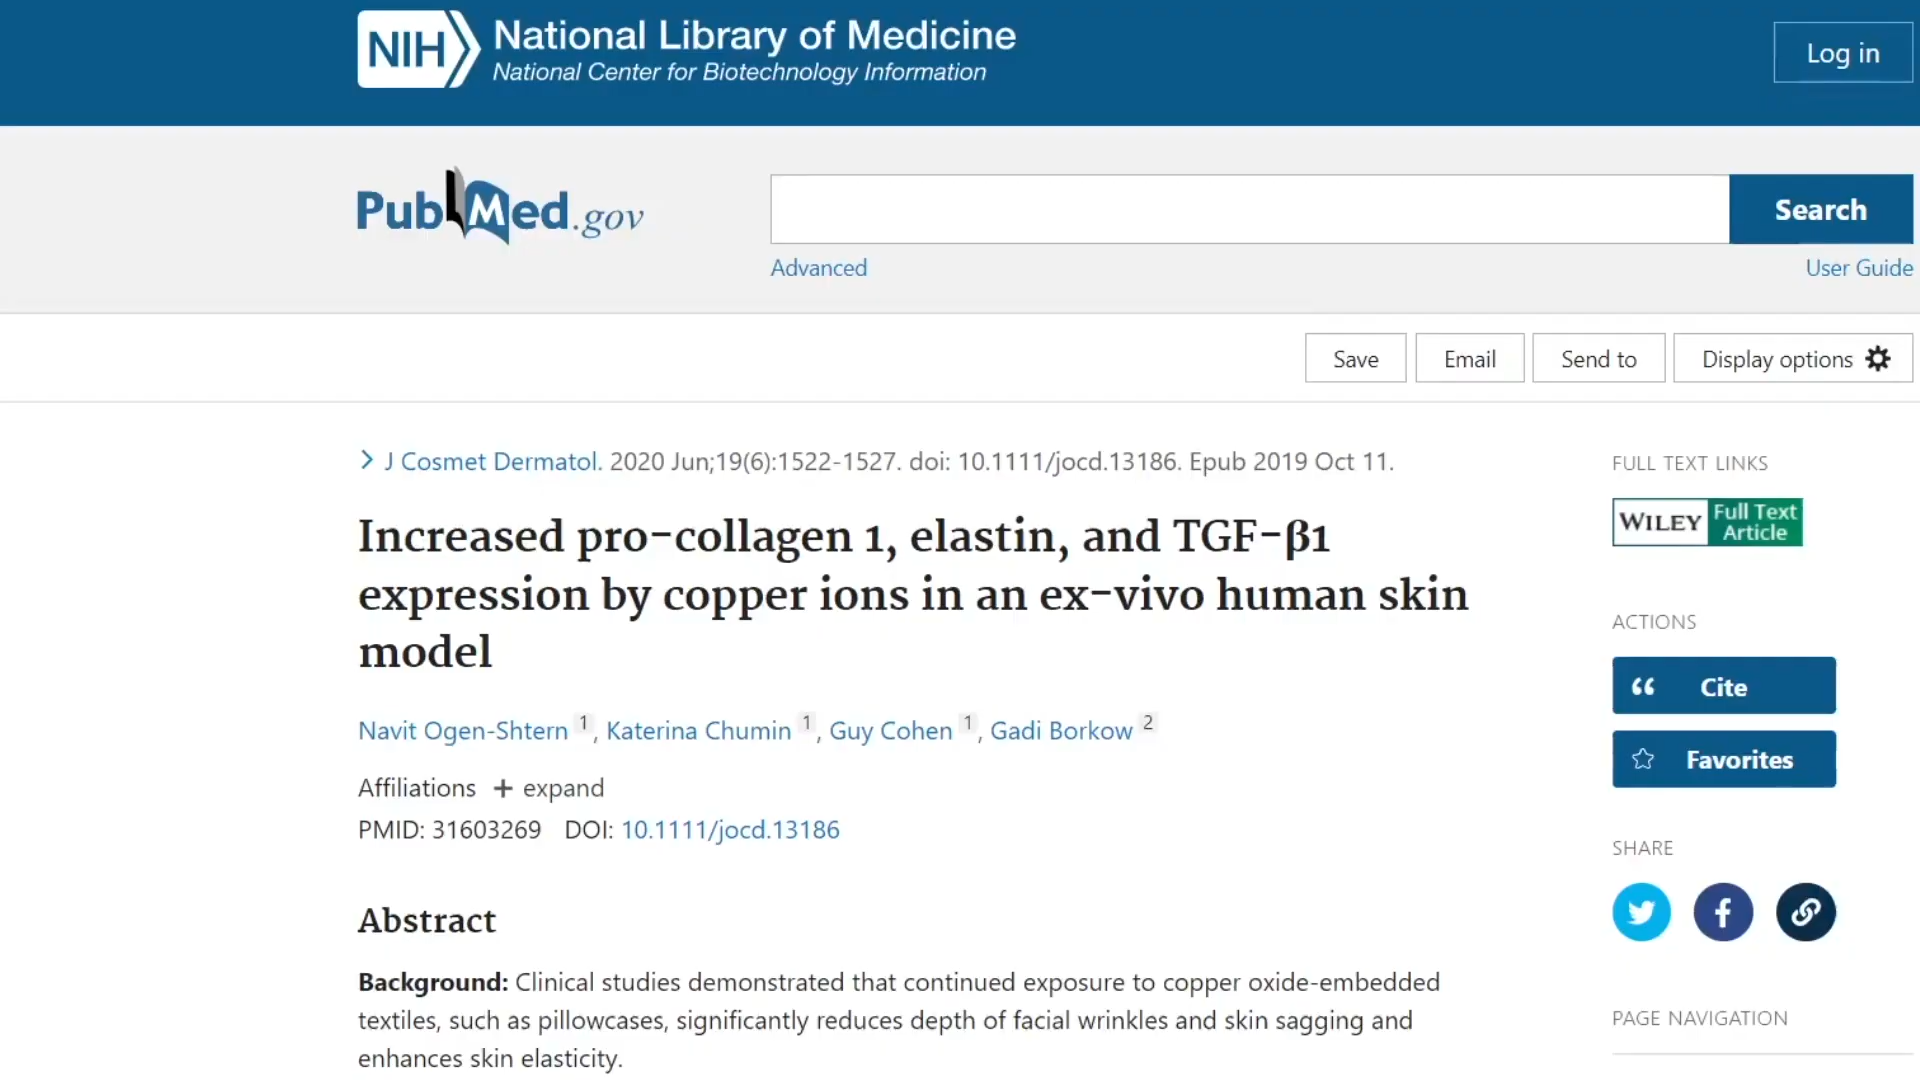 NIH National Library of Medicine
National Center for Biotechnology Information
Log in
PubMed.gov
Search
Advanced
User Guide
Save
Email
Send to
Display options
J Cosmet Dermatol. 2020 Jun;19(6):1522-1527. doi: 10.1111/jocd.13186. Epub 2019 Oct 11.
Increased pro-collagen 1, elastin, and TGF-β1
expression by copper ions in an ex-vivo human skin
model
Navit Ogen-Shtern 1, Katerina Chumin 1, Guy Cohen 1, Gadi Borkow 2
Affiliations + expand
PMID: 31603269 DOI: 10.1111/jocd.13186
Abstract
Background: Clinical studies demonstrated that continued exposure to copper oxide-embedded
textiles, such as pillowcases, significantly reduces depth of facial wrinkles and skin sagging and
enhances skin elasticity.
FULL TEXT LINKS
WILEY Full Text
Article
ACTIONS
Cite
Favorites
SHARE
PAGE NAVIGATION